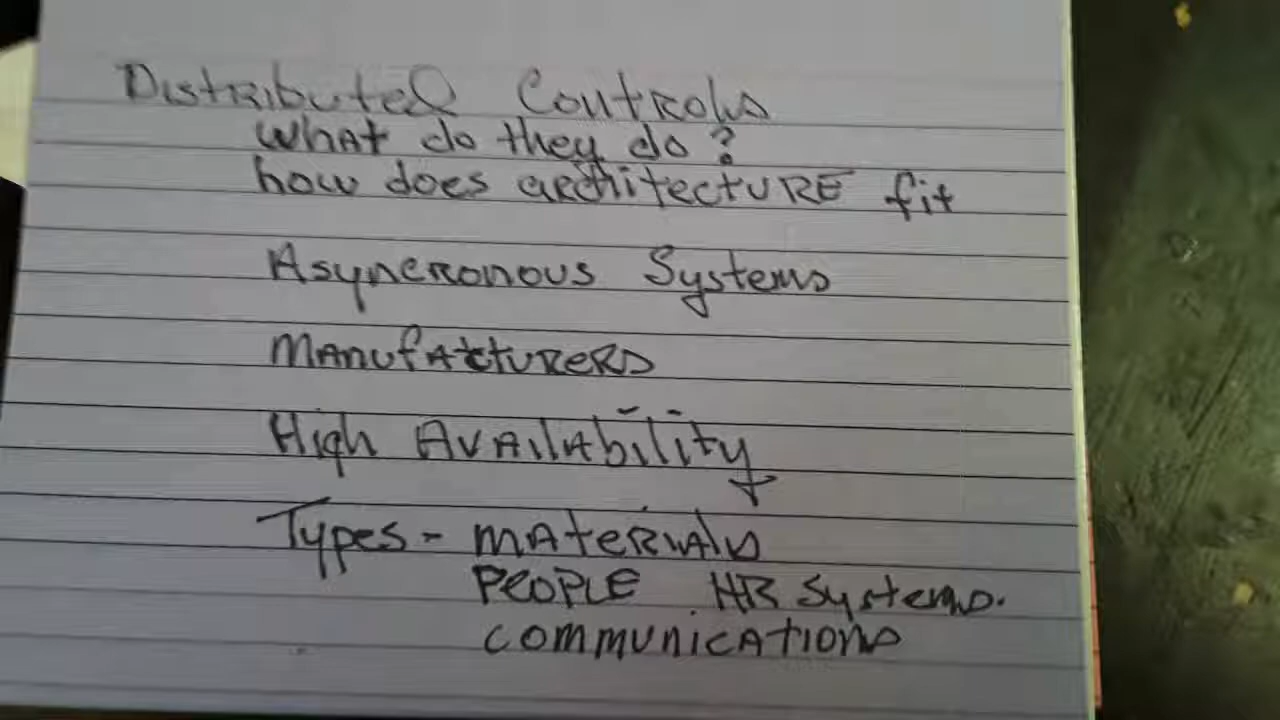 Distributed Controls
What do they do?
how does architecture fit
Asyncronous Systems
Manufacturers
High Availability
Types - materials
PEOPLE HR Systems.
communications